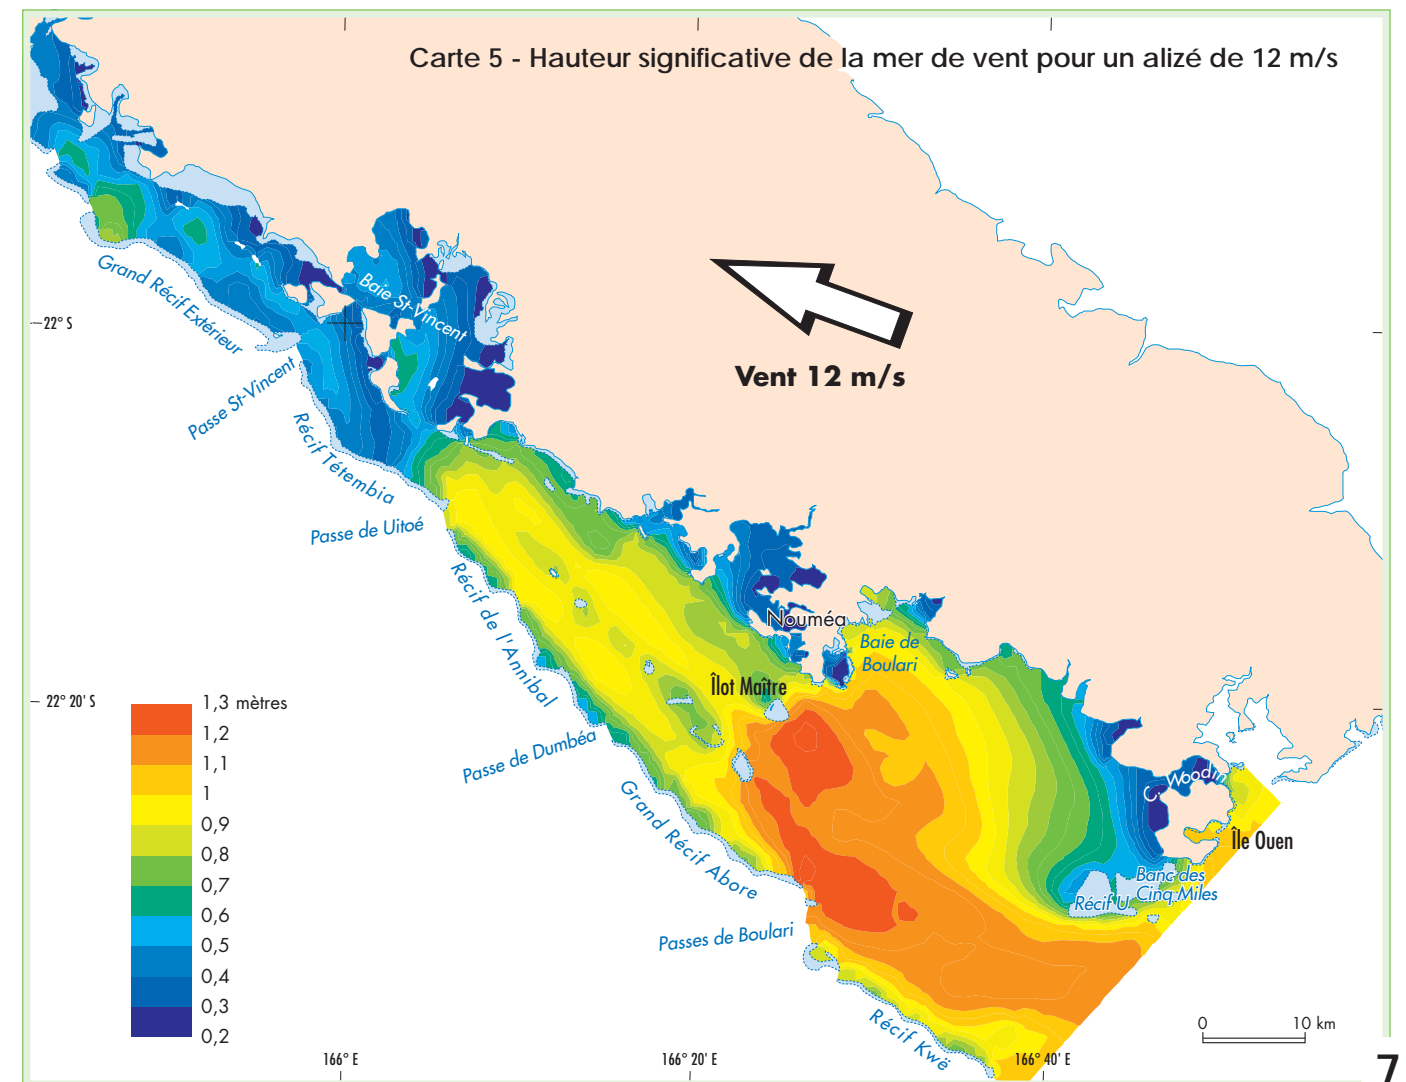 Carte 5 - Hauteur significative de la mer de vent pour un alizé de 12 m/s
Grand Récif Extérieur
Baie St-Vincent
22° S
Vent 12 m/s
Passe St-Vincent
Récif Tétembia
Passe de Uitoé
Récif de l'Annibal
Nouméa
Baie de
Boulari
Îlot Maître
22° 20' S
1,3 mètres
1,2
1,1
1
0,9
0,8
0,7
0,6
0,5
0,4
0,3
0,2
Passe de Dumbéa
Grand Récif Abore
C. Woodin
Île Ouen
Banc des
Cinq Miles
Récif U
Passes de Boulari
Récif Kwë
0 10 km
166° E
166° 20' E
166° 40' E
7